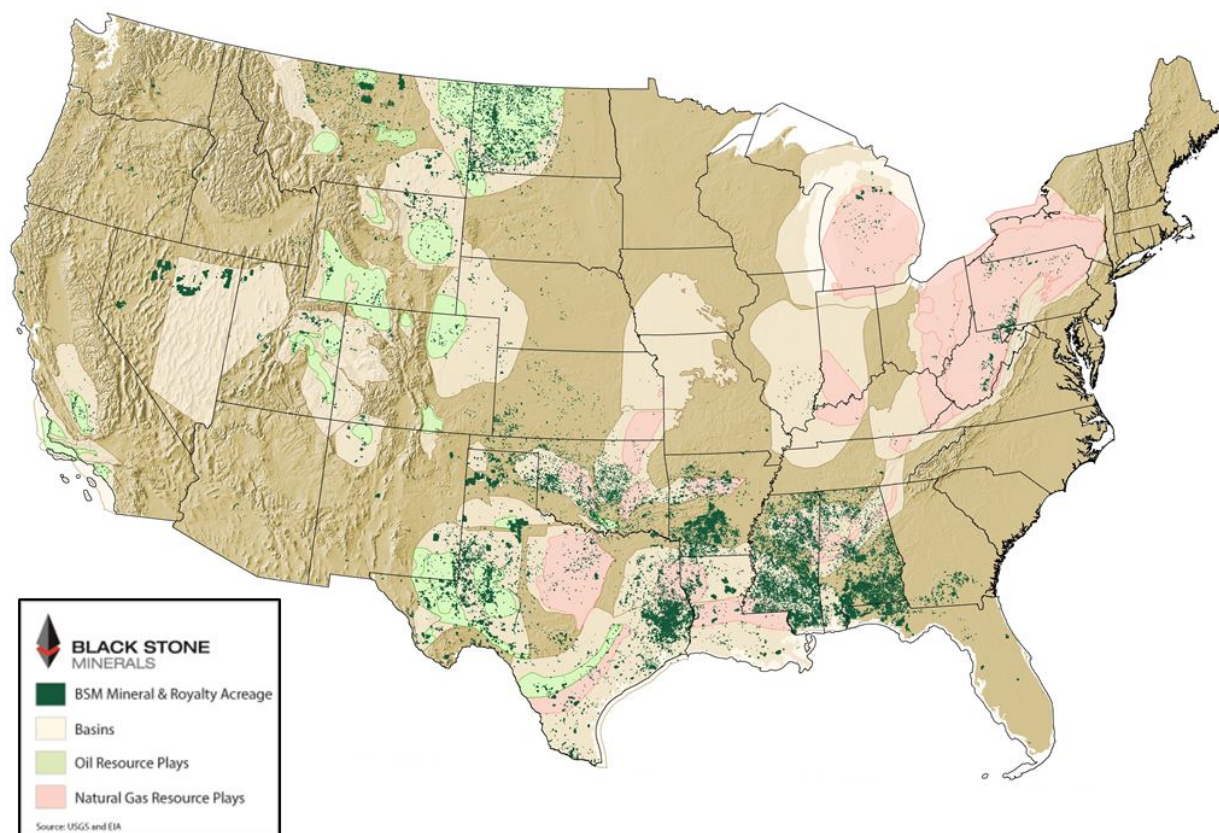 BLACK STONE
MINERALS
BSM Mineral & Royalty Acreage
Basins
Oil Resource Plays
Natural Gas Resource Plays
Source: USGS and EIA